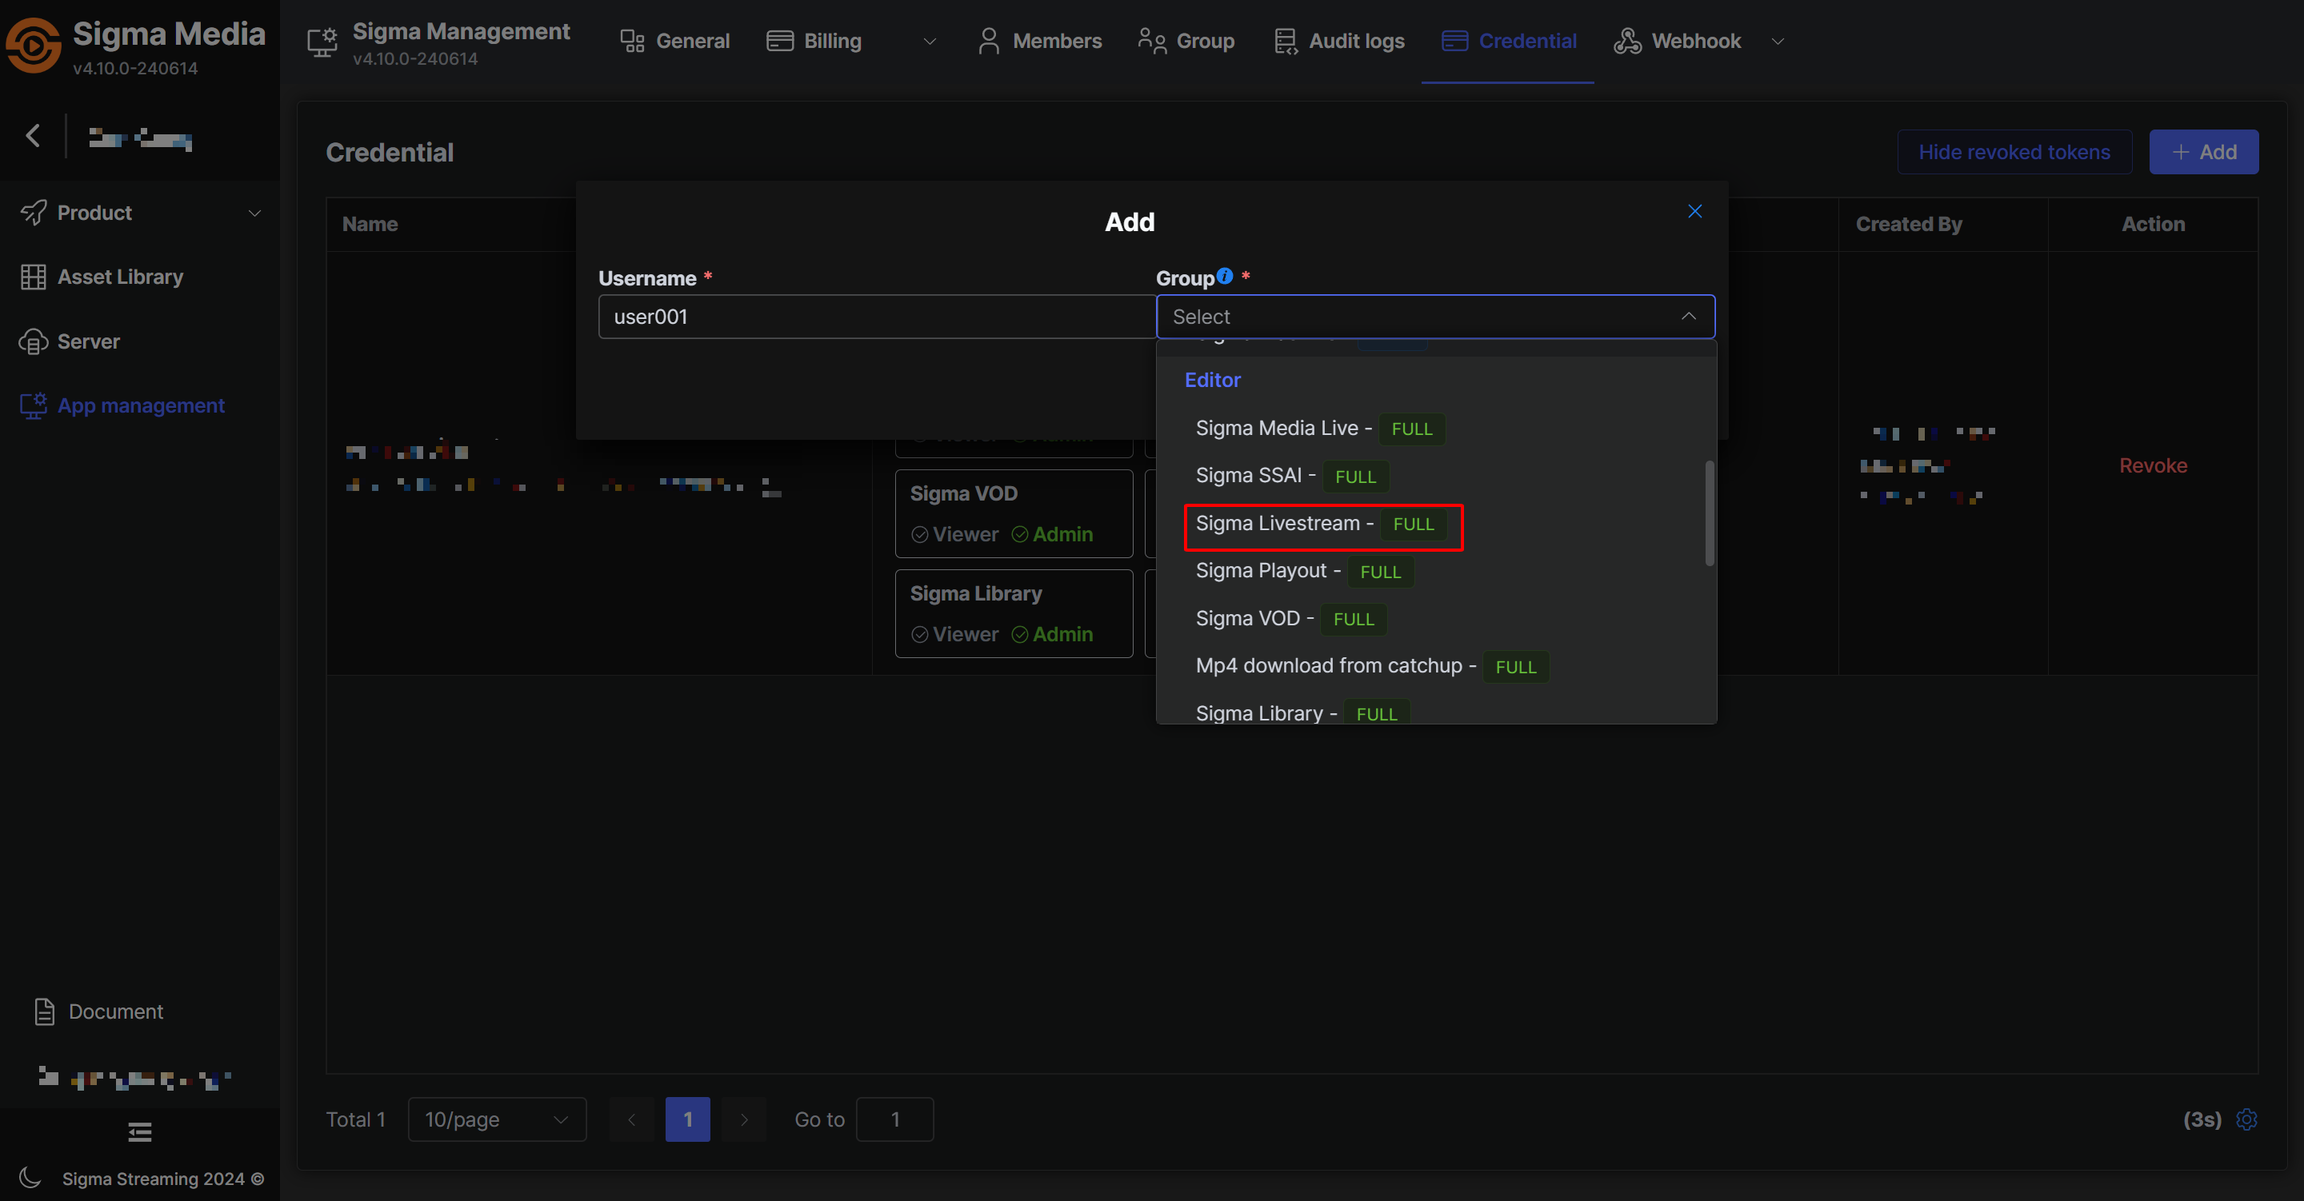 Sigma Media
v4.10.0-240614
Sigma Management
v4.10.0-240614
General
Billing
Members
Group
Audit logs
Credential
Webhook
Product
Asset Library
Server
App management
Document
Sigma Streaming 2024 ©
Credential
Hide revoked tokens
+ Add
Name
Created By
Action
Add
Username *
Group *
user001
Select
Editor
Sigma Media Live - FULL
Sigma SSAI - FULL
Sigma Livestream - FULL
Sigma Playout - FULL
Sigma VOD - FULL
Mp4 download from catchup - FULL
Sigma Library - FULL
Sigma VOD
Viewer Admin
Sigma Library
Viewer Admin
Revoke
Total 1
10/page
1
Go to
1
(3s)